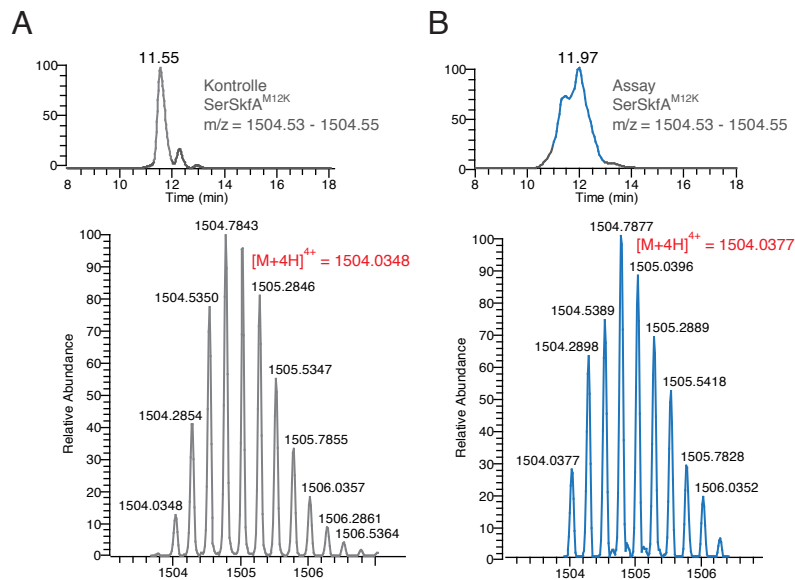 A
11.55
Kontrolle
SerSkfA^M12K
m/z = 1504.53 - 1504.55
100
50
0
8 10 12 14 16 18
Time (min)
1504.7843
[M+4H]^4+ = 1504.0348
1505.2846
1504.5350
1505.5347
1504.2854
1505.7855
1504.0348
1506.0357
1506.2861
1506.5364
Relative Abundance
100
90
80
70
60
50
40
30
20
10
0
1504 1505 1506
B
11.97
Assay
SerSkfA^M12K
m/z = 1504.53 - 1504.55
100
50
0
8 10 12 14 16 18
Time (min)
1504.7877
[M+4H]^4+ = 1504.0377
1505.0396
1504.5389
1505.2889
1504.2898
1505.5418
1504.0377
1505.7828
1506.0352
Relative Abundance
100
90
80
70
60
50
40
30
20
10
0
1504 1505 1506